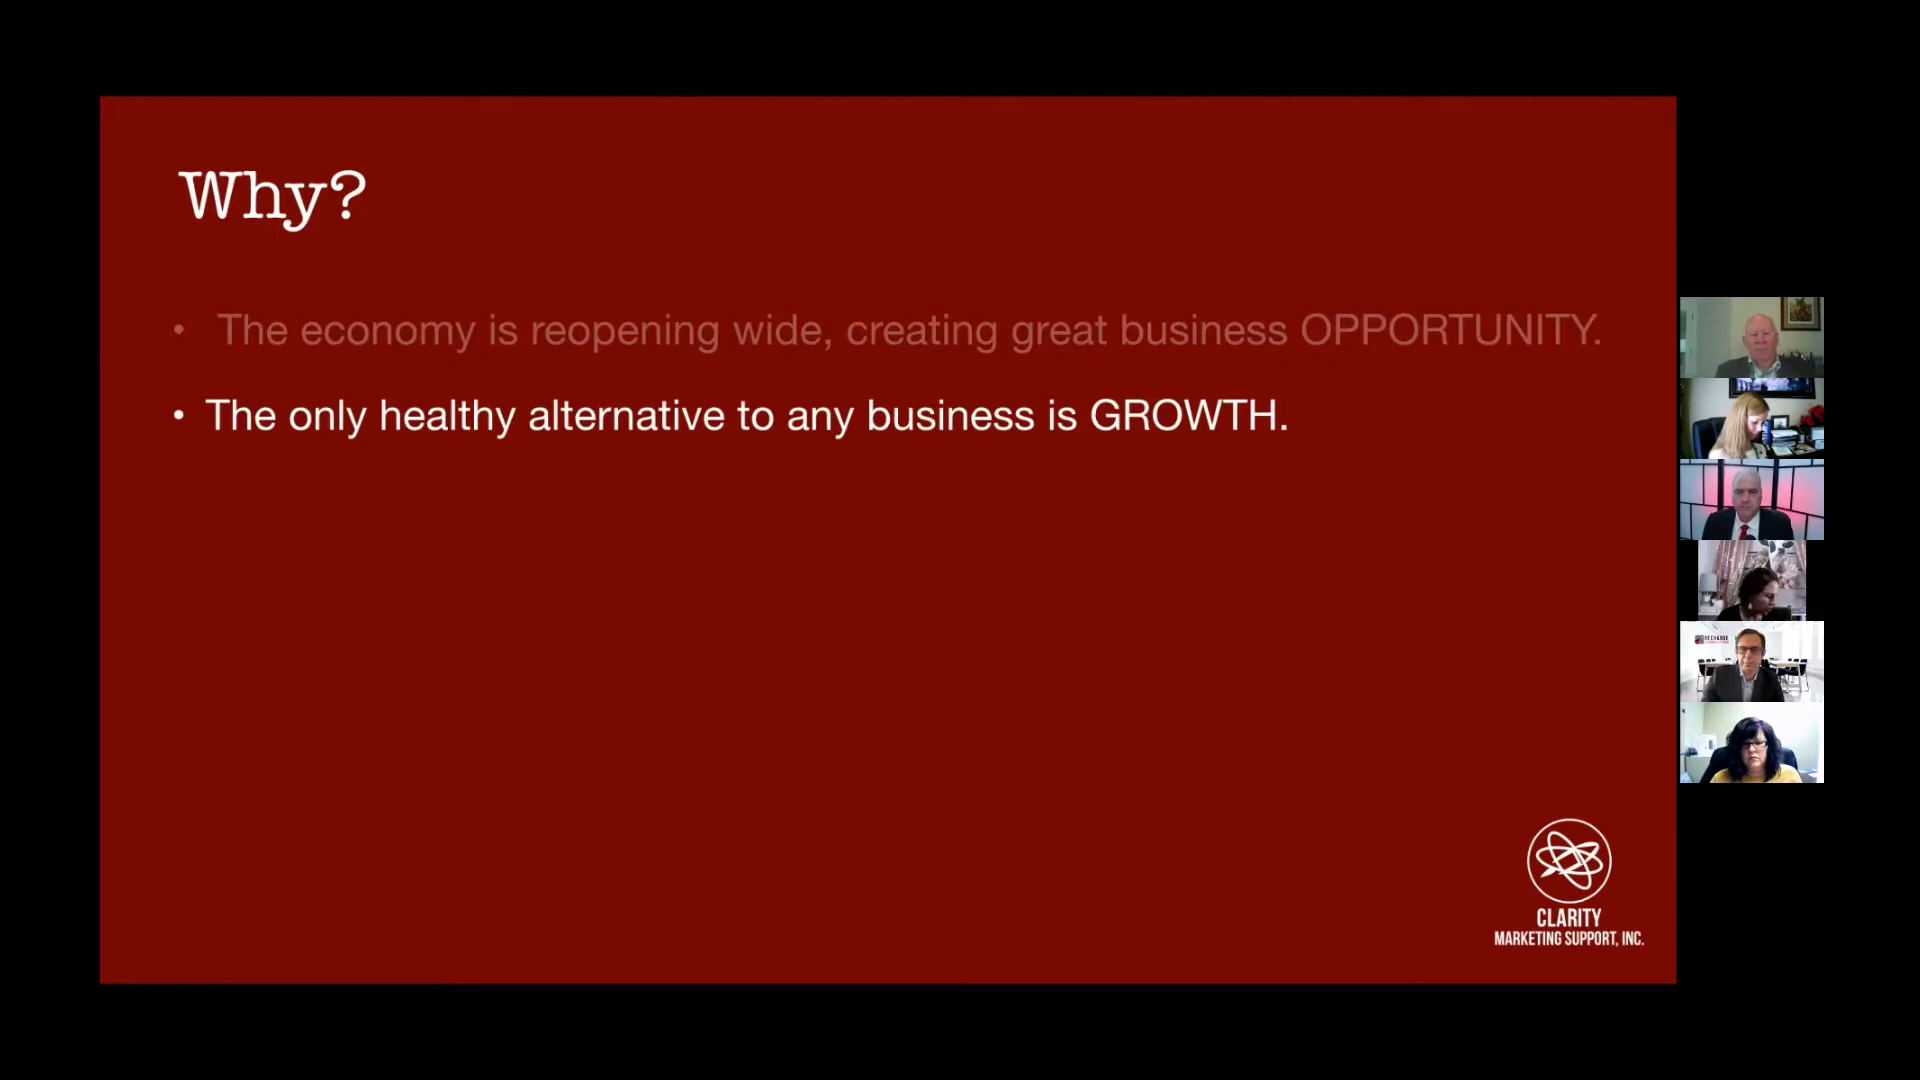 Why?
• The economy is reopening wide, creating great business OPPORTUNITY.
• The only healthy alternative to any business is GROWTH.
RECHARGE
CLARITY
MARKETING SUPPORT, INC.